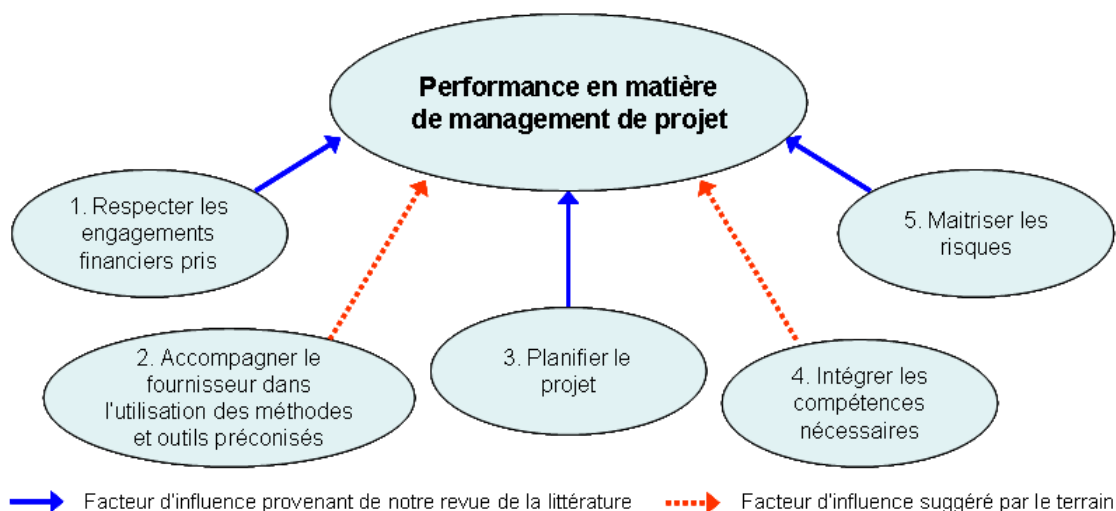 Performance en matière
de management de projet
1. Respecter les
engagements
financiers pris
5. Maitriser les
risques
2. Accompagner le
fournisseur dans
l'utilisation des méthodes
et outils préconisés
3. Planifier le
projet
4. Intégrer les
compétences
nécessaires
Facteur d'influence provenant de notre revue de la littérature
Facteur d'influence suggéré par le terrain